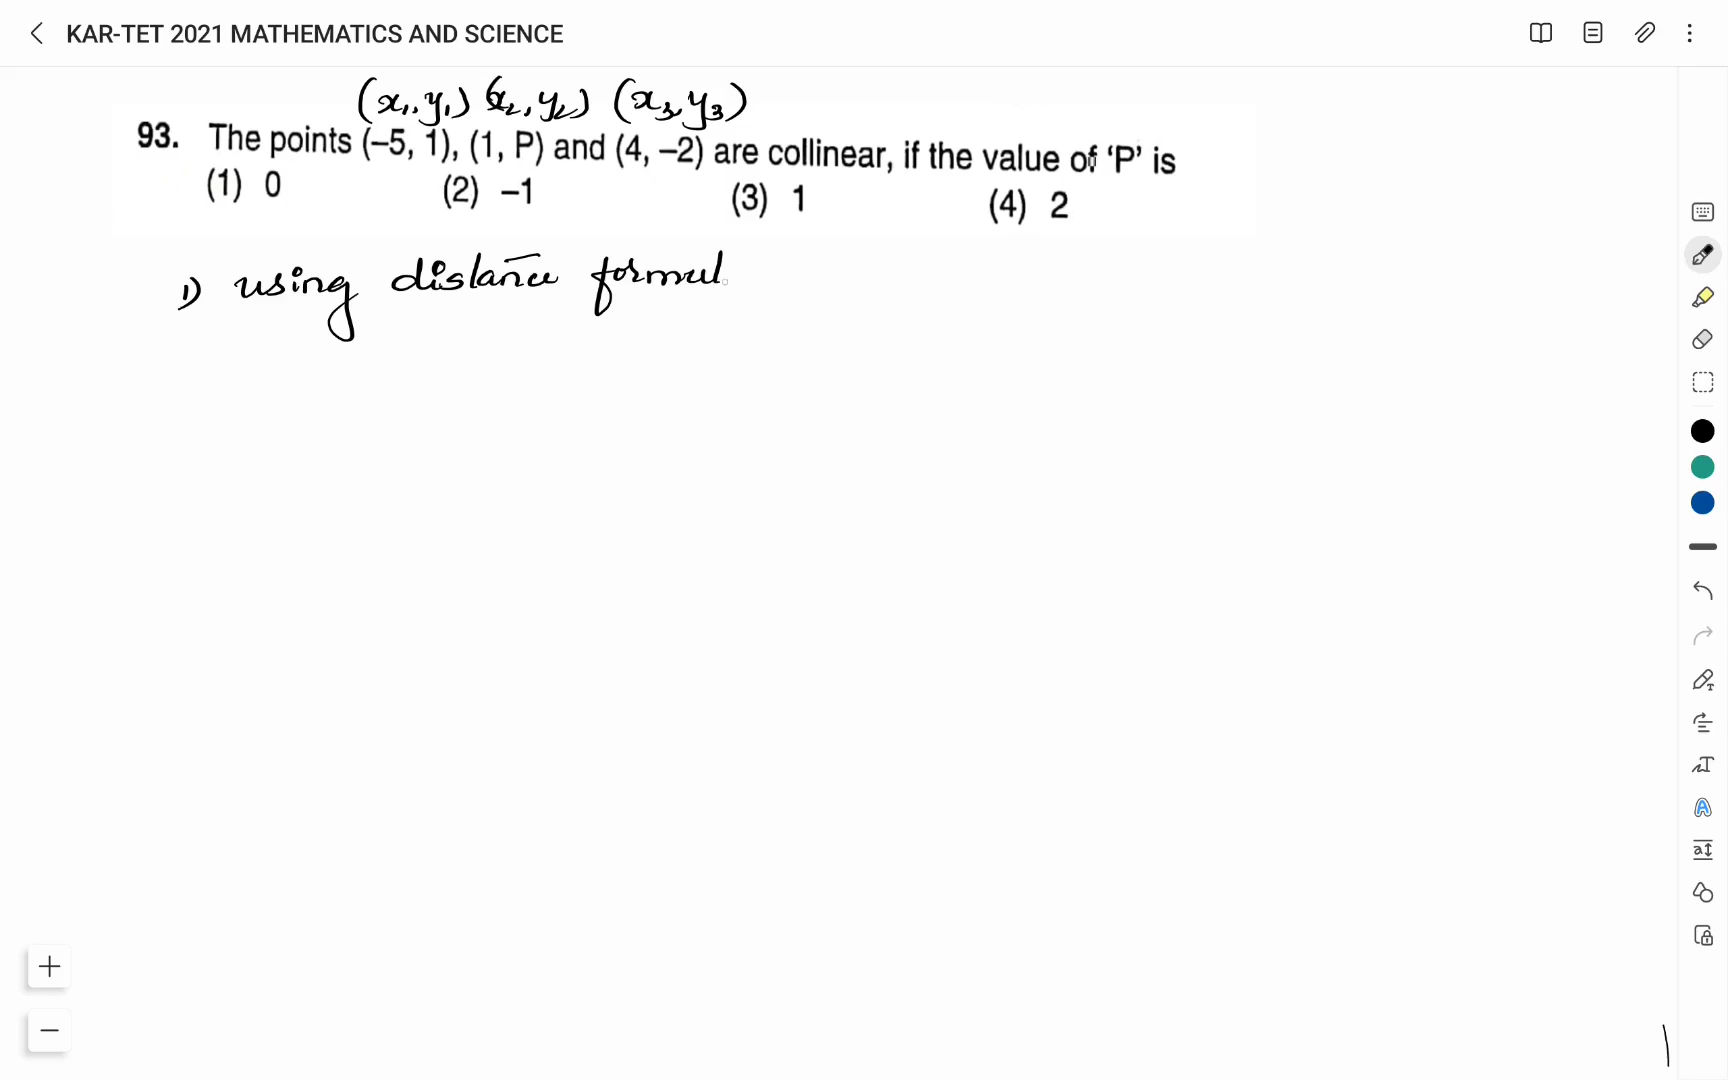 KAR-TET 2021 MATHEMATICS AND SCIENCE
(x₁,y₁) (x₂,y₂) (x₃,y₃)
93. The points (–5, 1), (1, P) and (4, –2) are collinear, if the value of ‘P’ is
(1) 0 (2) –1 (3) 1 (4) 2
1) using distance formul